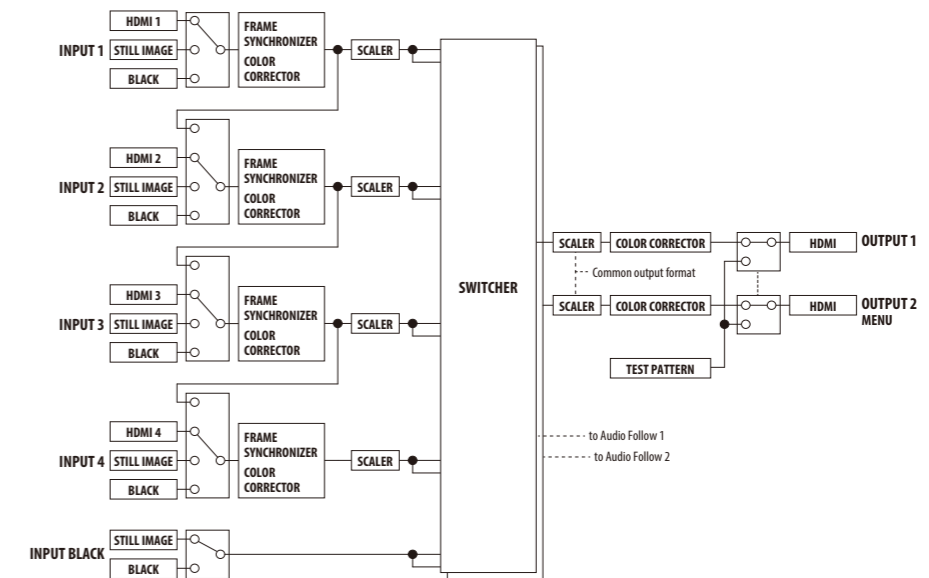 HDMI 1
INPUT 1
STILL IMAGE
BLACK
FRAME
SYNCHRONIZER
COLOR
CORRECTOR
SCALER
HDMI 2
INPUT 2
STILL IMAGE
BLACK
FRAME
SYNCHRONIZER
COLOR
CORRECTOR
SCALER
HDMI 3
INPUT 3
STILL IMAGE
BLACK
FRAME
SYNCHRONIZER
COLOR
CORRECTOR
SCALER
HDMI 4
INPUT 4
STILL IMAGE
BLACK
FRAME
SYNCHRONIZER
COLOR
CORRECTOR
SCALER
INPUT BLACK
STILL IMAGE
BLACK
SWITCHER
SCALER
COLOR CORRECTOR
HDMI
OUTPUT 1
Common output format
SCALER
COLOR CORRECTOR
HDMI
OUTPUT 2
MENU
TEST PATTERN
to Audio Follow 1
to Audio Follow 2